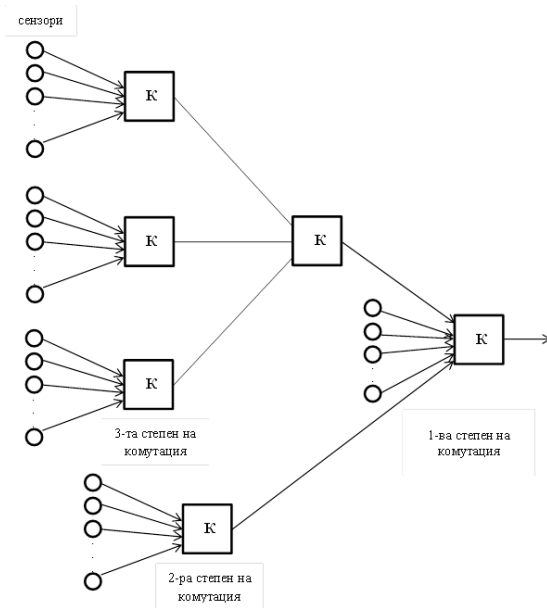 сензори
K
K
K
K
K
3-та степен на
комутация
1-ва степен на
комутация
K
2-ра степен на
комутация